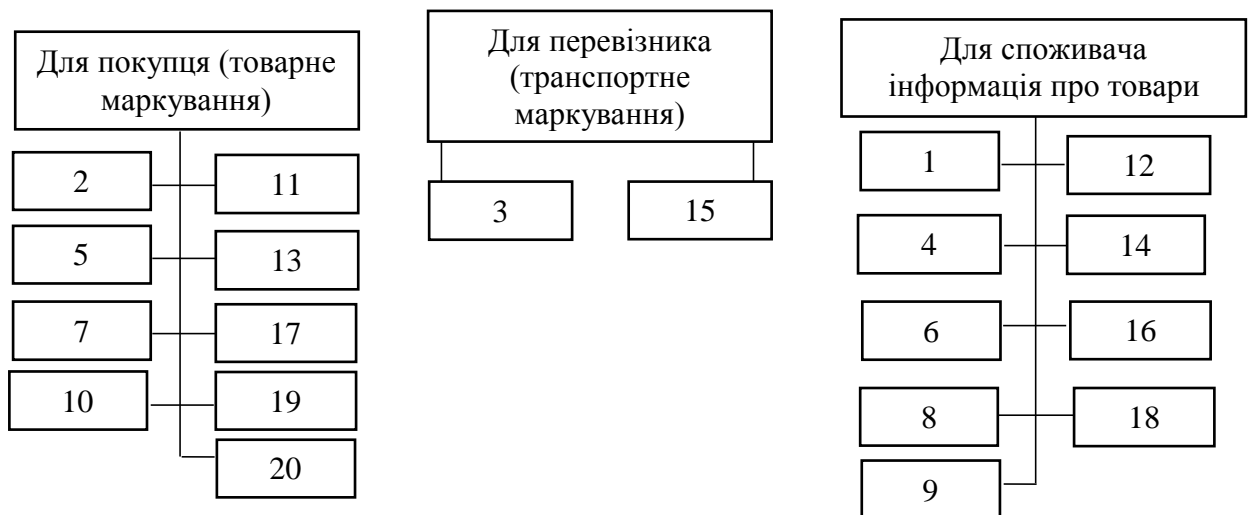 Для покупця (товарне
маркування)
2
11
5
13
7
17
10
19
20
Для перевізника
(транспортне
маркування)
3
15
Для споживача
інформація про товари
1
12
4
14
6
16
8
18
9